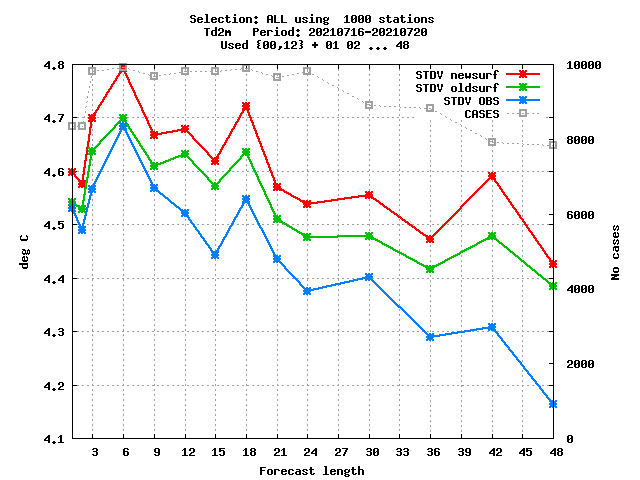 Selection: ALL using  1000 stations
Td2m   Period: 20210716-20210720
Used {00,12} + 01 02 ... 48
STDV newsurf
STDV oldsurf
STDV OBS
CASES
4.8
4.7
4.6
4.5
4.4
4.3
4.2
4.1
deg C
10000
8000
6000
4000
2000
0
No cases
3 6 9 12 15 18 21 24 27 30 33 36 39 42 45 48
Forecast length